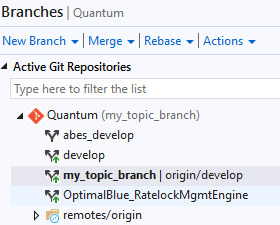 Branches | Quantum
New Branch | Merge | Rebase | Actions
Active Git Repositories
Type here to filter the list
Quantum (my_topic_branch)
abes_develop
develop
my_topic_branch | origin/develop
OptimalBlue_RatelockMgmtEngine
remotes/origin